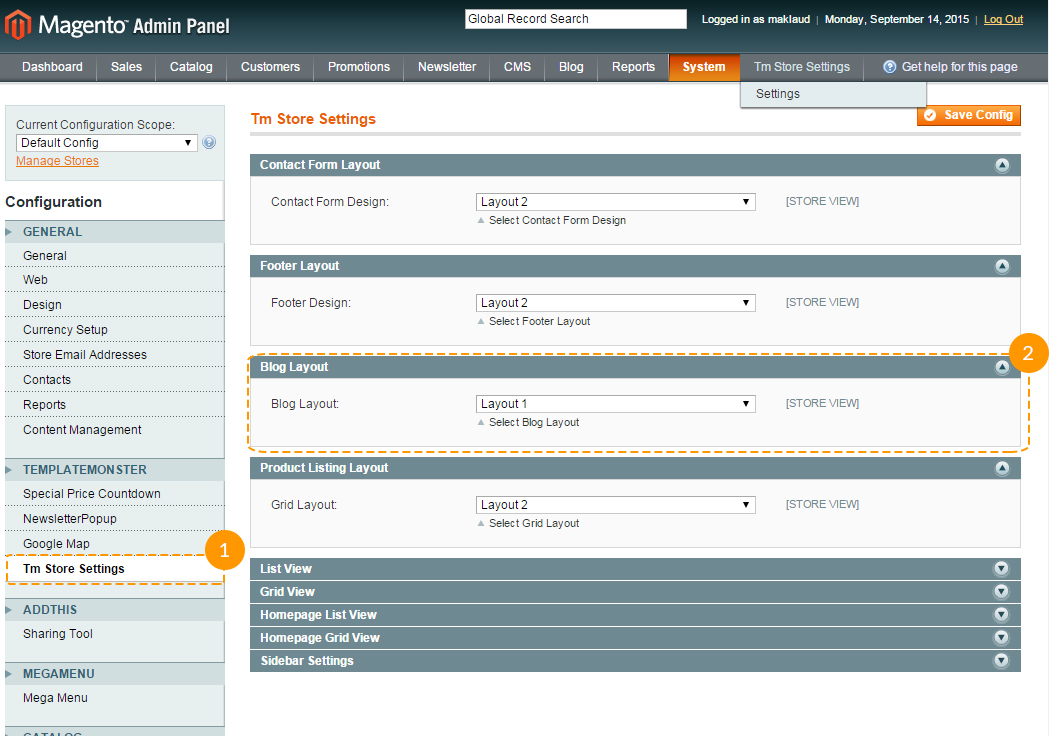 Magento Admin Panel
Global Record Search
Logged in as maklaud | Monday, September 14, 2015 | Log Out
Dashboard Sales Catalog Customers Promotions Newsletter CMS Blog Reports System Tm Store Settings Get help for this page
Settings
Current Configuration Scope:
Default Config
Manage Stores
Configuration
GENERAL
General
Web
Design
Currency Setup
Store Email Addresses
Contacts
Reports
Content Management
TEMPLATEMONSTER
Special Price Countdown
NewsletterPopup
Google Map
Tm Store Settings
1
ADDTHIS
Sharing Tool
MEGAMENU
Mega Menu
CATALOG
Tm Store Settings
Save Config
Contact Form Layout
Contact Form Design: Layout 2 [STORE VIEW]
Select Contact Form Design
Footer Layout
Footer Design: Layout 2 [STORE VIEW]
Select Footer Layout
2
Blog Layout
Blog Layout: Layout 1 [STORE VIEW]
Select Blog Layout
Product Listing Layout
Grid Layout: Layout 2 [STORE VIEW]
Select Grid Layout
List View
Grid View
Homepage List View
Homepage Grid View
Sidebar Settings